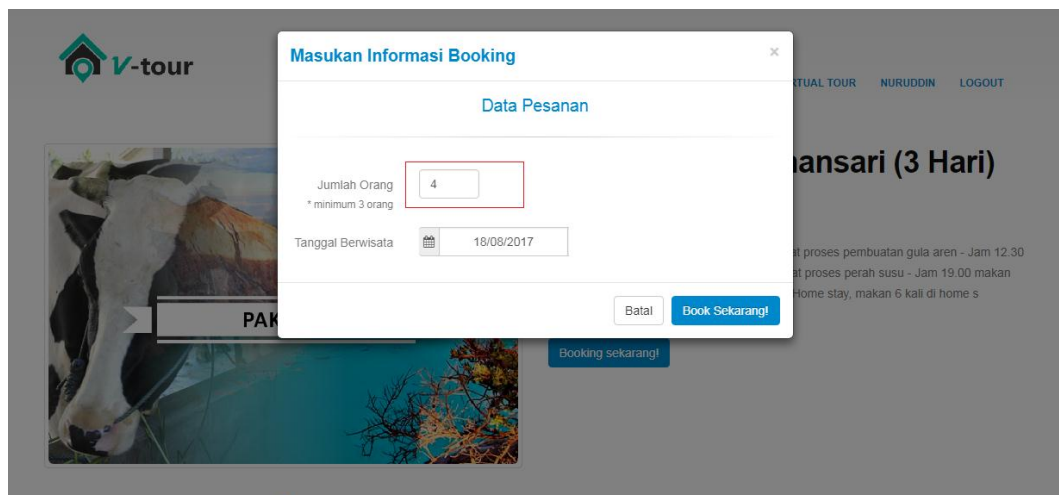 V-tour
Masukan Informasi Booking
×
TUAL TOUR NURUDDIN LOGOUT
Data Pesanan
ansari (3 Hari)
Jumlah Orang
4
* minimum 3 orang
Tanggal Berwisata
18/08/2017
at proses pembuatan gula aren - Jam 12.30
at proses perah susu - Jam 19.00 makan
Home stay, makan 6 kali di home s
PAK
Batal
Book Sekarang!
Booking sekarang!